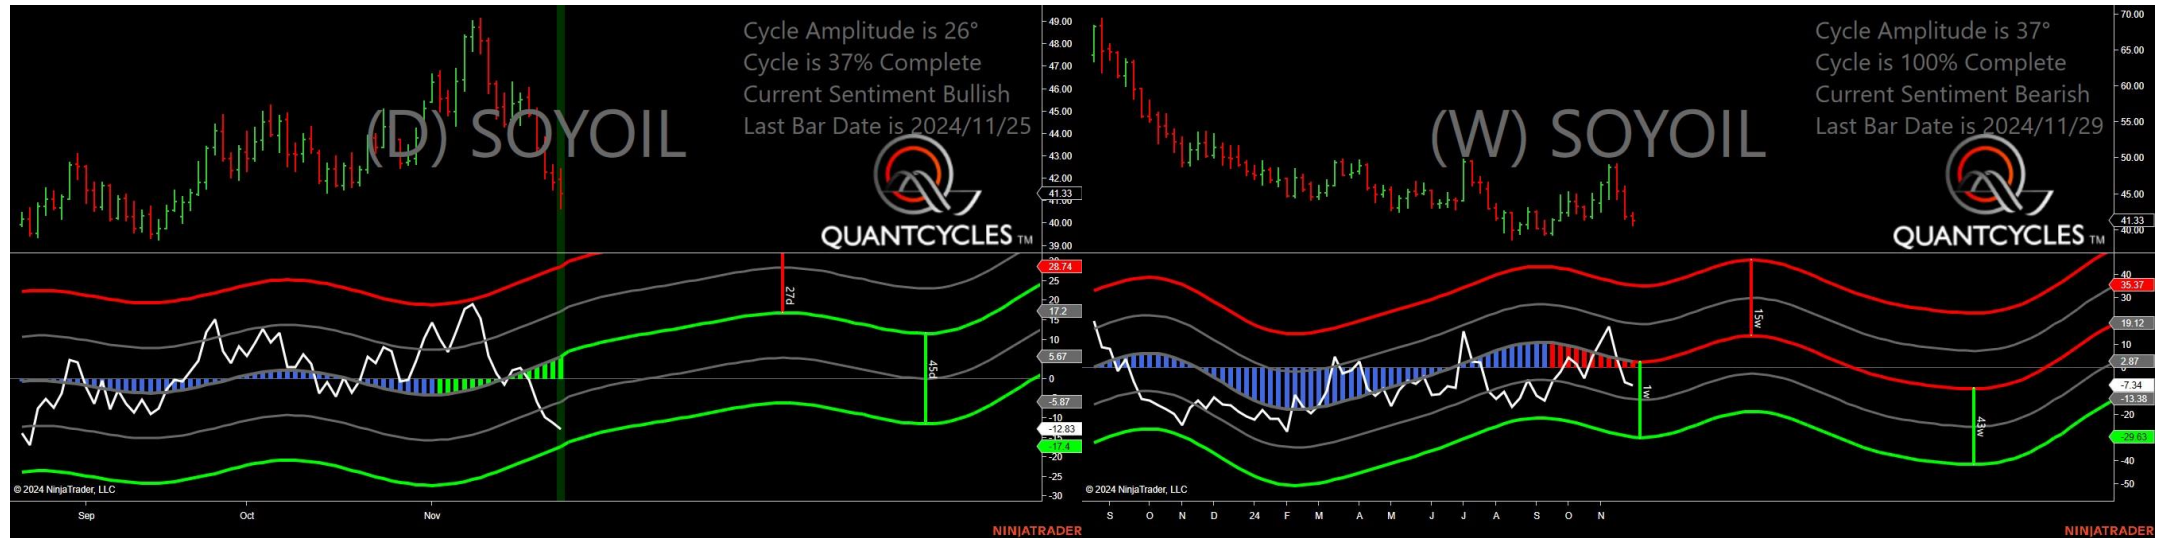 Cycle Amplitude is 26°
Cycle is 37% Complete
Current Sentiment Bullish
Last Bar Date is 2024/11/25
(D) SOYOIL
QUANTCYCLES TM
49.00
48.00
47.00
46.00
45.00
44.00
43.00
42.00
41.33
41.00
40.00
39.00
28.74
25
20
17.2
15
10
5.67
0
-5.87
-10
-12.83
-17.4
-20
-25
-30
27d
45d
© 2024 NinjaTrader, LLC
Sep Oct Nov
NINJATRADER
Cycle Amplitude is 37°
Cycle is 100% Complete
Current Sentiment Bearish
Last Bar Date is 2024/11/29
(W) SOYOIL
QUANTCYCLES TM
70.00
65.00
60.00
55.00
50.00
45.00
41.33
40.00
40
35.37
30
19.12
10
2.87
0
-7.34
-13.38
-20
-29.63
-40
-50
15w
1w
43w
© 2024 NinjaTrader, LLC
S O N D 24 F M A M J J A S O N
NINJATRADER